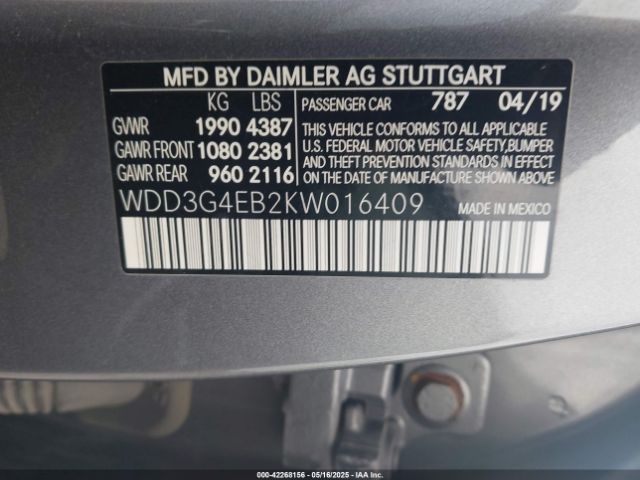 MFD BY DAIMLER AG STUTTGART
KG LBS PASSENGER CAR 787 04/19
GVWR 1990 4387 THIS VEHICLE CONFORMS TO ALL APPLICABLE
GAWR FRONT 1080 2381 U.S. FEDERAL MOTOR VEHICLE SAFETY,BUMPER
AND THEFT PREVENTION STANDARDS IN EFFECT
GAWR REAR 960 2116 ON THE DATE OF MANUFACTURE SHOWN ABOVE.
WDD3G4EB2KW016409 MADE IN MEXICO
000-42268156 - 05/16/2025 - IAAI.COM